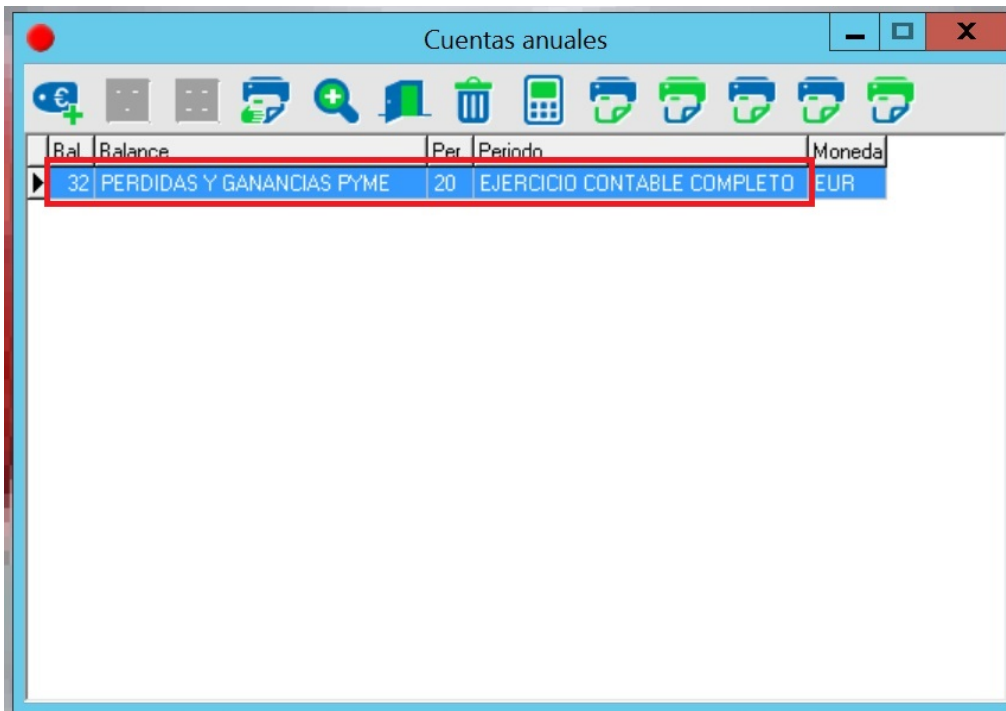 Cuentas anuales
Bal Balance Per Periodo Moneda
32 PERDIDAS Y GANANCIAS PYME 20 EJERCICIO CONTABLE COMPLETO EUR